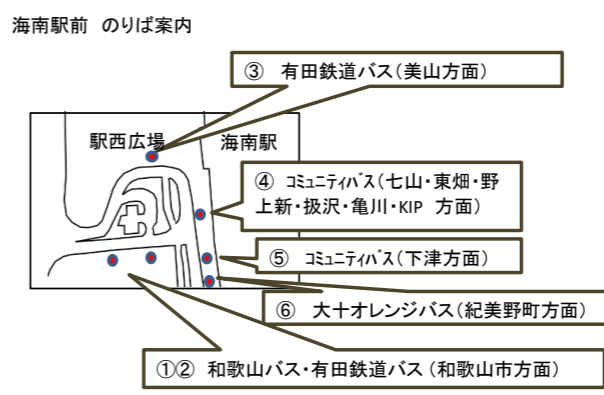 海南駅前 のりば案内
③ 有田鉄道バス(美山方面)
駅西広場
海南駅
④ ｺﾐｭﾆﾃｨﾊﾞｽ(七山・東畑・野
上新・扱沢・亀川・KIP 方面)
⑤ ｺﾐｭﾆﾃｨﾊﾞｽ(下津方面)
⑥ 大十オレンジバス(紀美野町方面)
①② 和歌山バス・有田鉄道バス (和歌山市方面)